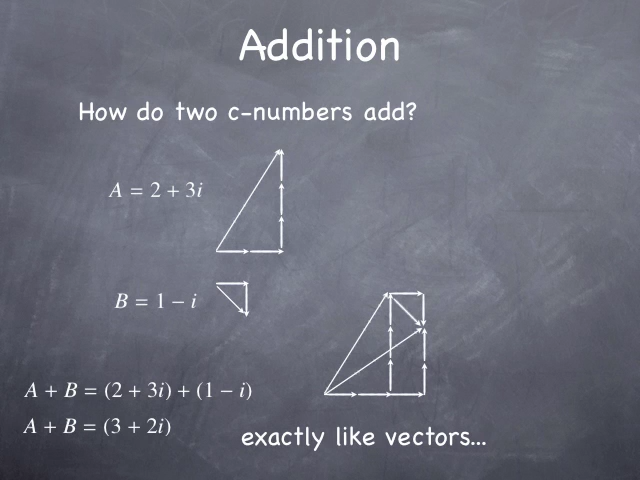 Addition
How do two c-numbers add?
A = 2 + 3i
B = 1 − i
A + B = (2 + 3i) + (1 − i)
A + B = (3 + 2i)
exactly like vectors...